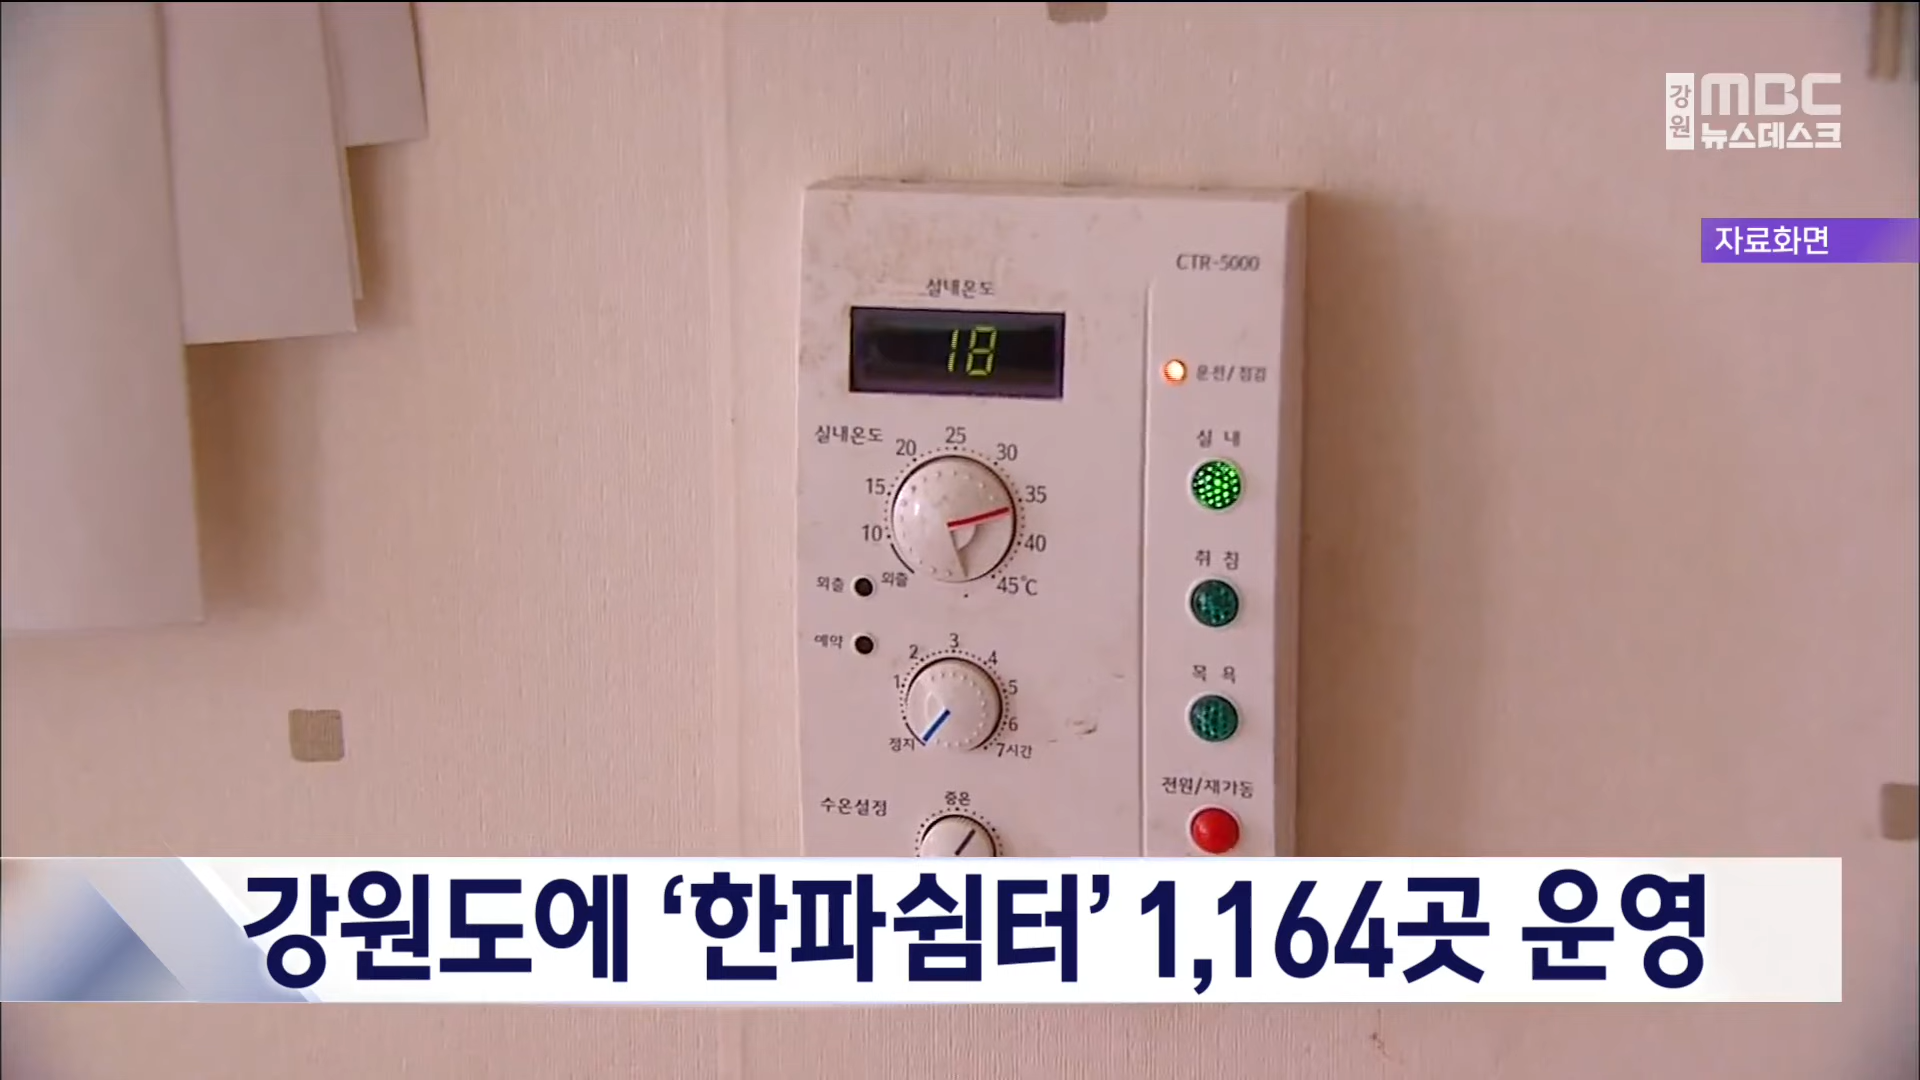 강원
MBC
뉴스데스크
자료화면
CTR-5000
실내온도
18
운전/점검
실내온도
10
15
20
25
30
35
40
45℃
외출
외출
실 내
취 침
예약
정지
1
2
3
4
5
6
7시간
목 욕
전원/재가동
수온설정
중온
강원도에 ‘한파쉼터’ 1,164곳 운영